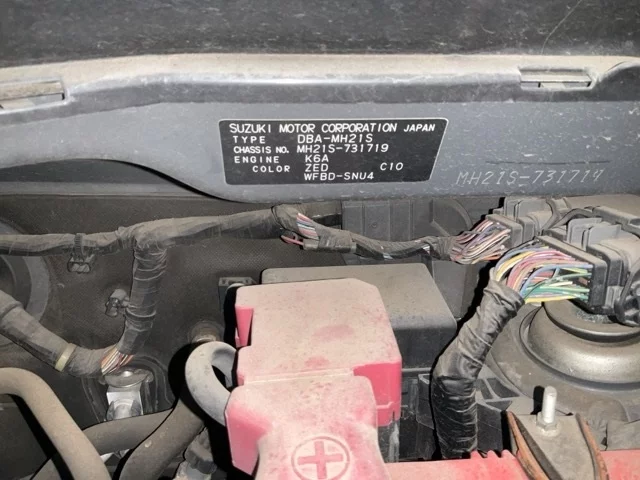 SUZUKI MOTOR CORPORATION JAPAN
TYPE DBA-MH21S
CHASSIS NO. MH21S-731719
ENGINE K6A
COLOR ZED C10
WFBD-SNU4
MH21S-731719